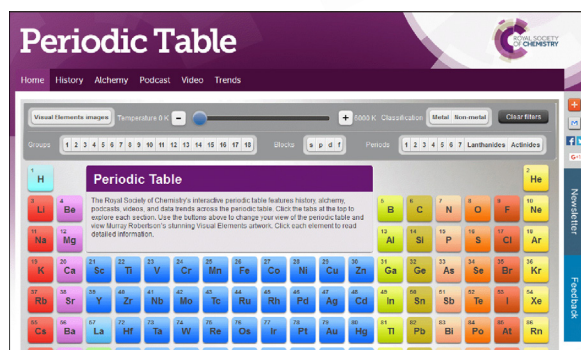 Periodic Table
ROYAL SOCIETY
OF CHEMISTRY
Home History Alchemy Podcast Video Trends
Visual Elements images Temperature 0 K - + 6000 K Classification Metal Non-metal Clear filters
Groups 1 2 3 4 5 6 7 8 9 10 11 12 13 14 15 16 17 18 Blocks s p d f Periods 1 2 3 4 5 6 7 Lanthanides Actinides
1 H 2 He
Periodic Table
The Royal Society of Chemistry's interactive periodic table features history, alchemy,
podcasts, videos, and data trends across the periodic table. Click the tabs at the top to
explore each section. Use the buttons above to change your view of the periodic table and
view Murray Robertson's stunning Visual Elements artwork. Click each element to read
detailed information.
3 Li 4 Be 5 B 6 C 7 N 8 O 9 F 10 Ne
11 Na 12 Mg 13 Al 14 Si 15 P 16 S 17 Cl 18 Ar
19 K 20 Ca 21 Sc 22 Ti 23 V 24 Cr 25 Mn 26 Fe 27 Co 28 Ni 29 Cu 30 Zn 31 Ga 32 Ge 33 As 34 Se 35 Br 36 Kr
37 Rb 38 Sr 39 Y 40 Zr 41 Nb 42 Mo 43 Tc 44 Ru 45 Rh 46 Pd 47 Ag 48 Cd 49 In 50 Sn 51 Sb 52 Te 53 I 54 Xe
55 Cs 56 Ba 57 La 72 Hf 73 Ta 74 W 75 Re 76 Os 77 Ir 78 Pt 79 Au 80 Hg 81 Tl 82 Pb 83 Bi 84 Po 85 At 86 Rn
Newsletter
Feedback